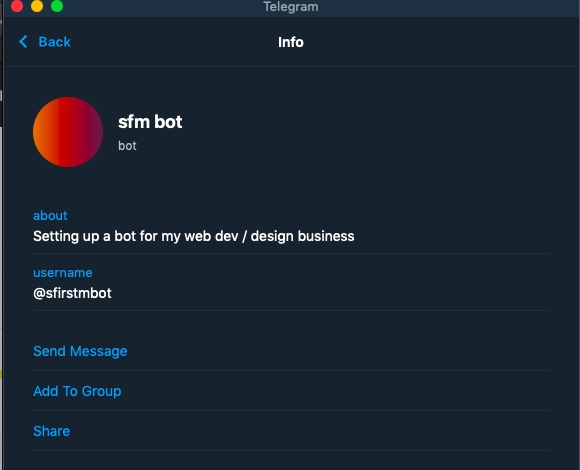 Telegram
Back
Info
sfm bot
bot
about
Setting up a bot for my web dev / design business
username
@sfirstmbot
Send Message
Add To Group
Share